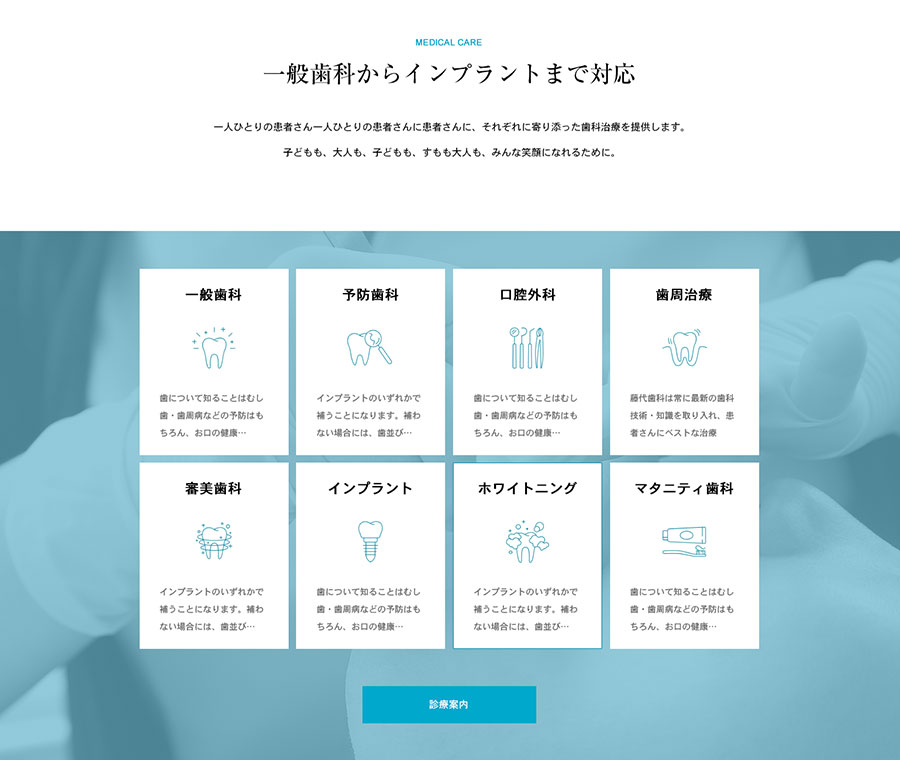 MEDICAL CARE
一般歯科からインプラントまで対応
一人ひとりの患者さん一人ひとりの患者さんに患者さんに、それぞれに寄り添った歯科治療を提供します。
子どもも、大人も、子どもも、すもも大人も、みんな笑顔になれるために。
一般歯科
歯について知ることはむし
歯・歯周病などの予防はも
ちろん、お口の健康…
予防歯科
インプラントのいずれかで
補うことになります。補わ
ない場合には、歯並び…
口腔外科
歯について知ることはむし
歯・歯周病などの予防はも
ちろん、お口の健康…
歯周治療
藤代歯科は常に最新の歯科
技術・知識を取り入れ、患
者さんにベストな治療
審美歯科
インプラントのいずれかで
補うことになります。補わ
ない場合には、歯並び…
インプラント
歯について知ることはむし
歯・歯周病などの予防はも
ちろん、お口の健康…
ホワイトニング
インプラントのいずれかで
補うことになります。補わ
ない場合には、歯並び…
マタニティ歯科
歯について知ることはむし
歯・歯周病などの予防はも
ちろん、お口の健康…
診療案内